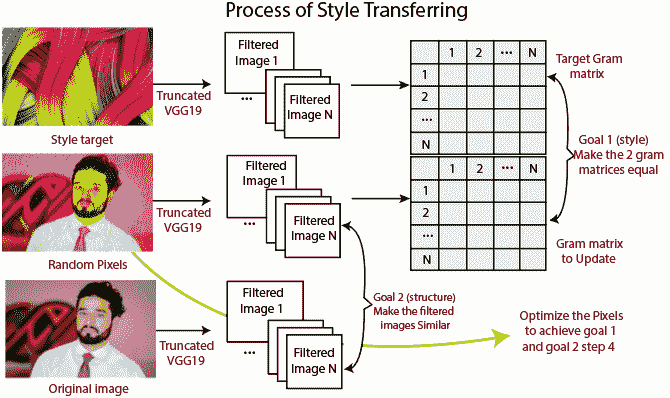 Process of Style Transferring
Style target
Truncated
VGG19
Filtered
Image 1
...
Filtered
Image N
1 2 ... N
1
2
...
N
Target Gram
matrix
Goal 1 (style)
Make the 2 gram
matrices equal
Random Pixels
Truncated
VGG19
Filtered
Image 1
...
Filtered
Image N
1 2 ... N
1
2
...
N
Gram matrix
to Update
Goal 2 (structure)
Make the filtered
images Similar
Original image
Truncated
VGG19
Filtered
Image 1
...
Filtered
Image N
Optimize the Pixels
to achieve goal 1
and goal 2 step 4